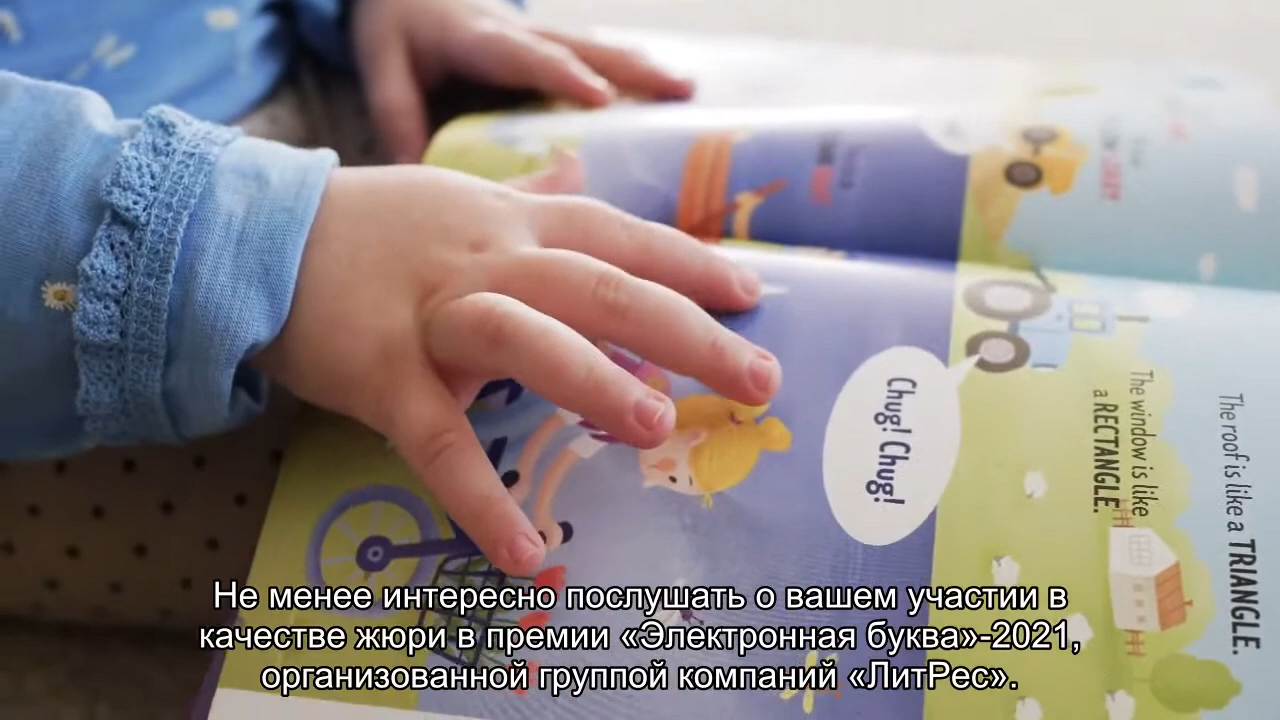 Chug! Chug!
The window is like
a RECTANGLE.
The roof is like a TRIANGLE.
Не менее интересно послушать о вашем участии в
качестве жюри в премии «Электронная буква»-2021,
организованной группой компаний «ЛитРес».